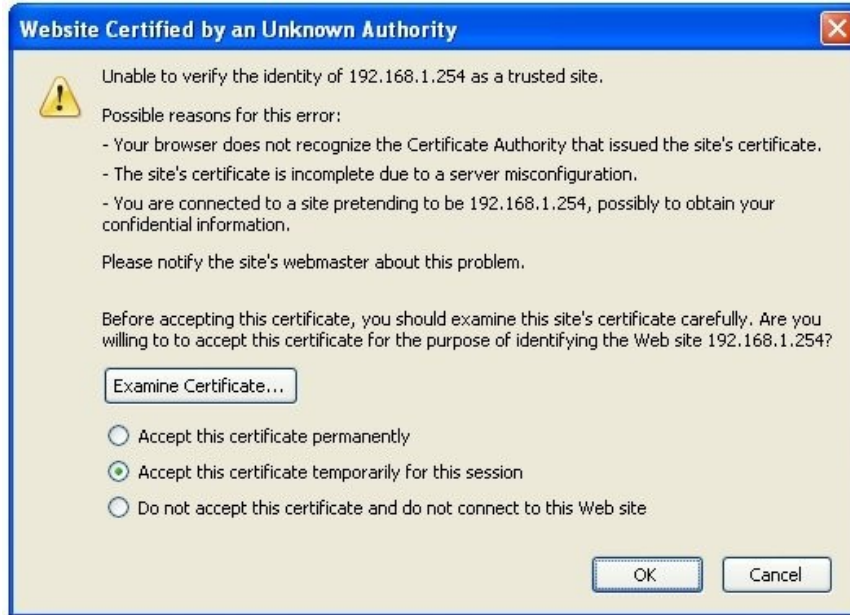 Website Certified by an Unknown Authority
Unable to verify the identity of 192.168.1.254 as a trusted site.
Possible reasons for this error:
- Your browser does not recognize the Certificate Authority that issued the site's certificate.
- The site's certificate is incomplete due to a server misconfiguration.
- You are connected to a site pretending to be 192.168.1.254, possibly to obtain your
confidential information.
Please notify the site's webmaster about this problem.
Before accepting this certificate, you should examine this site's certificate carefully. Are you
willing to to accept this certificate for the purpose of identifying the Web site 192.168.1.254?
Examine Certificate...
Accept this certificate permanently
Accept this certificate temporarily for this session
Do not accept this certificate and do not connect to this Web site
OK Cancel